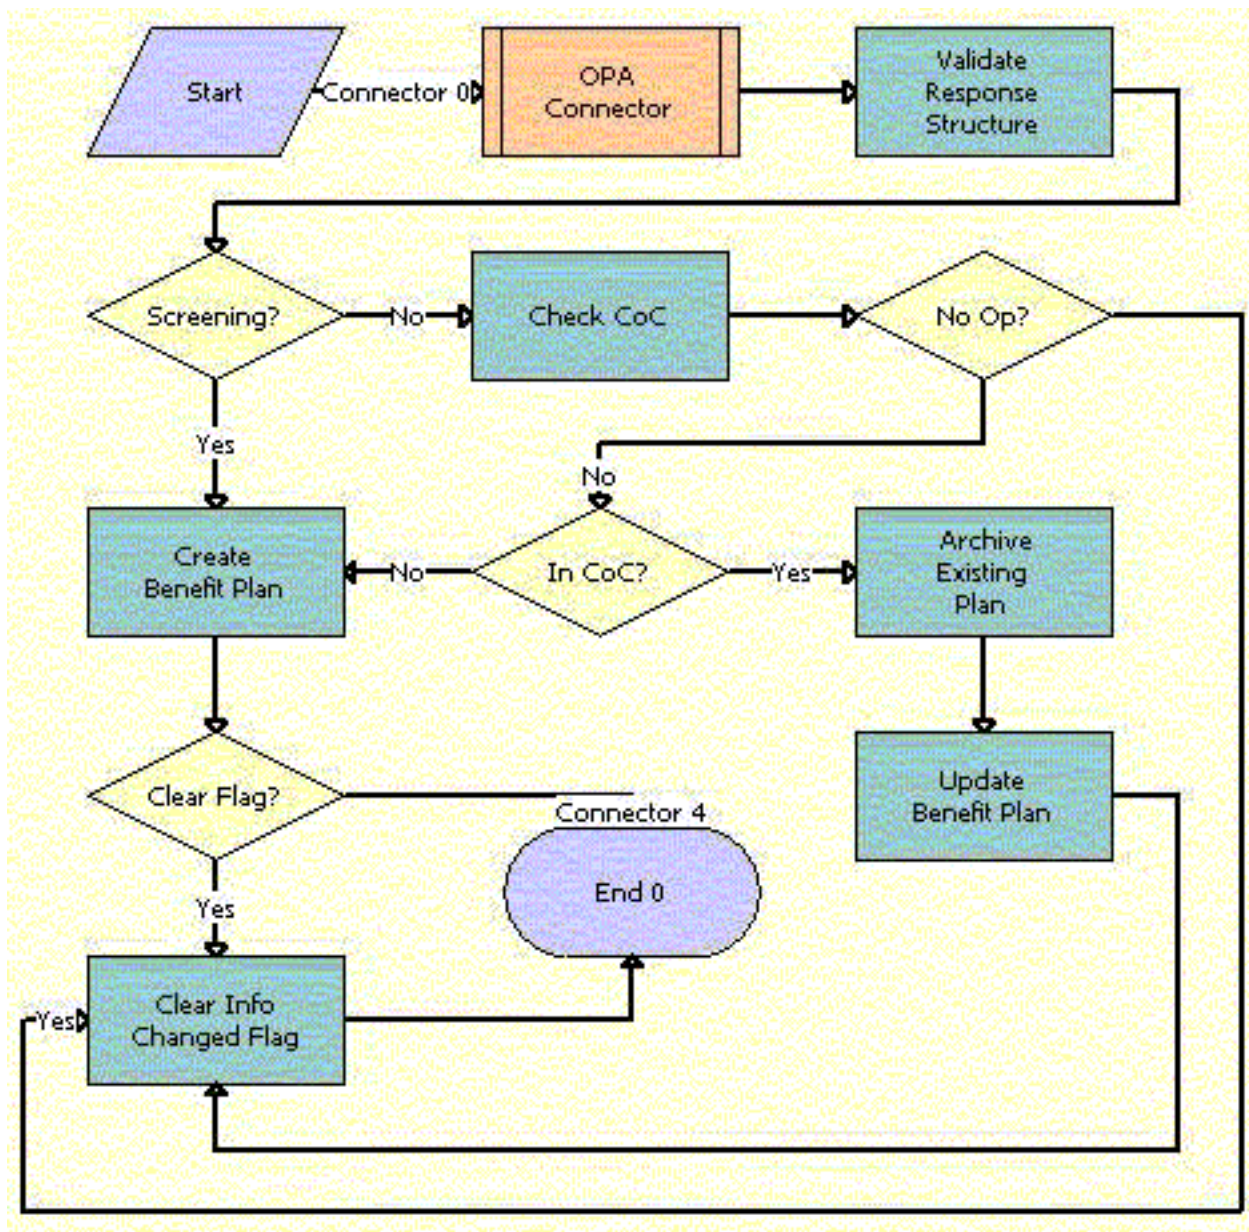 Start
Connector 0
OPA
Connector
Validate
Response
Structure
Screening?
No
Check CoC
No Op?
Yes
No
Create
Benefit Plan
No
In CoC?
Yes
Archive
Existing
Plan
Clear Flag?
Connector 4
Update
Benefit Plan
End 0
Yes
Yes
Clear Info
Changed Flag